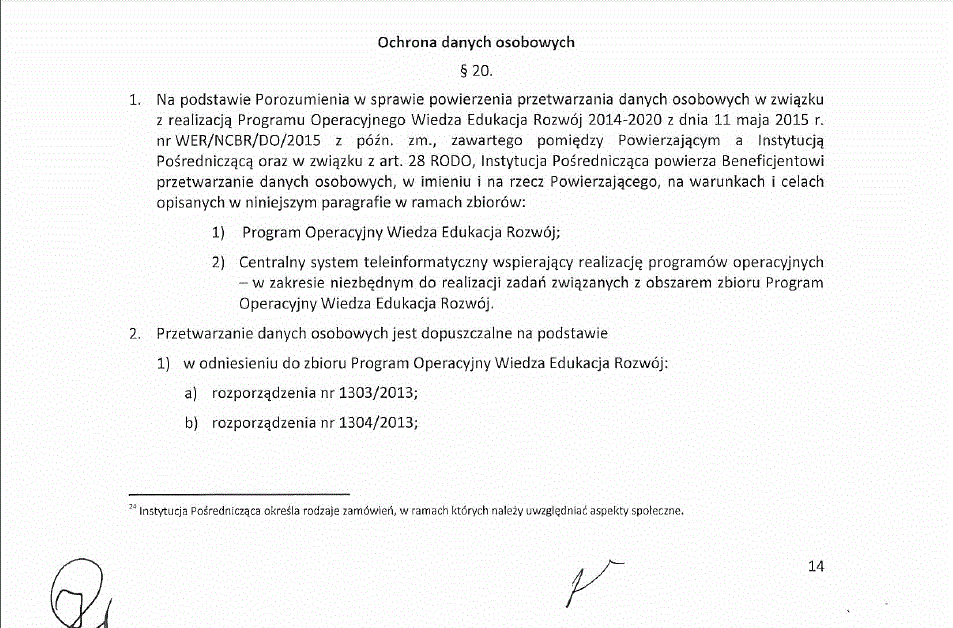 Ochrona danych osobowych
§ 20.
1. Na podstawie Porozumienia w sprawie powierzenia przetwarzania danych osobowych w związku
z realizacją Programu Operacyjnego Wiedza Edukacja Rozwój 2014-2020 z dnia 11 maja 2015 r.
nr WER/NCBR/DO/2015 z późn. zm., zawartego pomiędzy Powierzającym a Instytucją
Pośredniczącą oraz w związku z art. 28 RODO, Instytucja Pośrednicząca powierza Beneficjentowi
przetwarzanie danych osobowych, w imieniu i na rzecz Powierzającego, na warunkach i celach
opisanych w niniejszym paragrafie w ramach zbiorów:
1) Program Operacyjny Wiedza Edukacja Rozwój;
2) Centralny system teleinformatyczny wspierający realizację programów operacyjnych
– w zakresie niezbędnym do realizacji zadań związanych z obszarem zbioru Program
Operacyjny Wiedza Edukacja Rozwój.
2. Przetwarzanie danych osobowych jest dopuszczalne na podstawie
1) w odniesieniu do zbioru Program Operacyjny Wiedza Edukacja Rozwój:
a) rozporządzenia nr 1303/2013;
b) rozporządzenia nr 1304/2013;
24 Instytucja Pośrednicząca określa rodzaje zamówień, w ramach których należy uwzględniać aspekty społeczne.
14